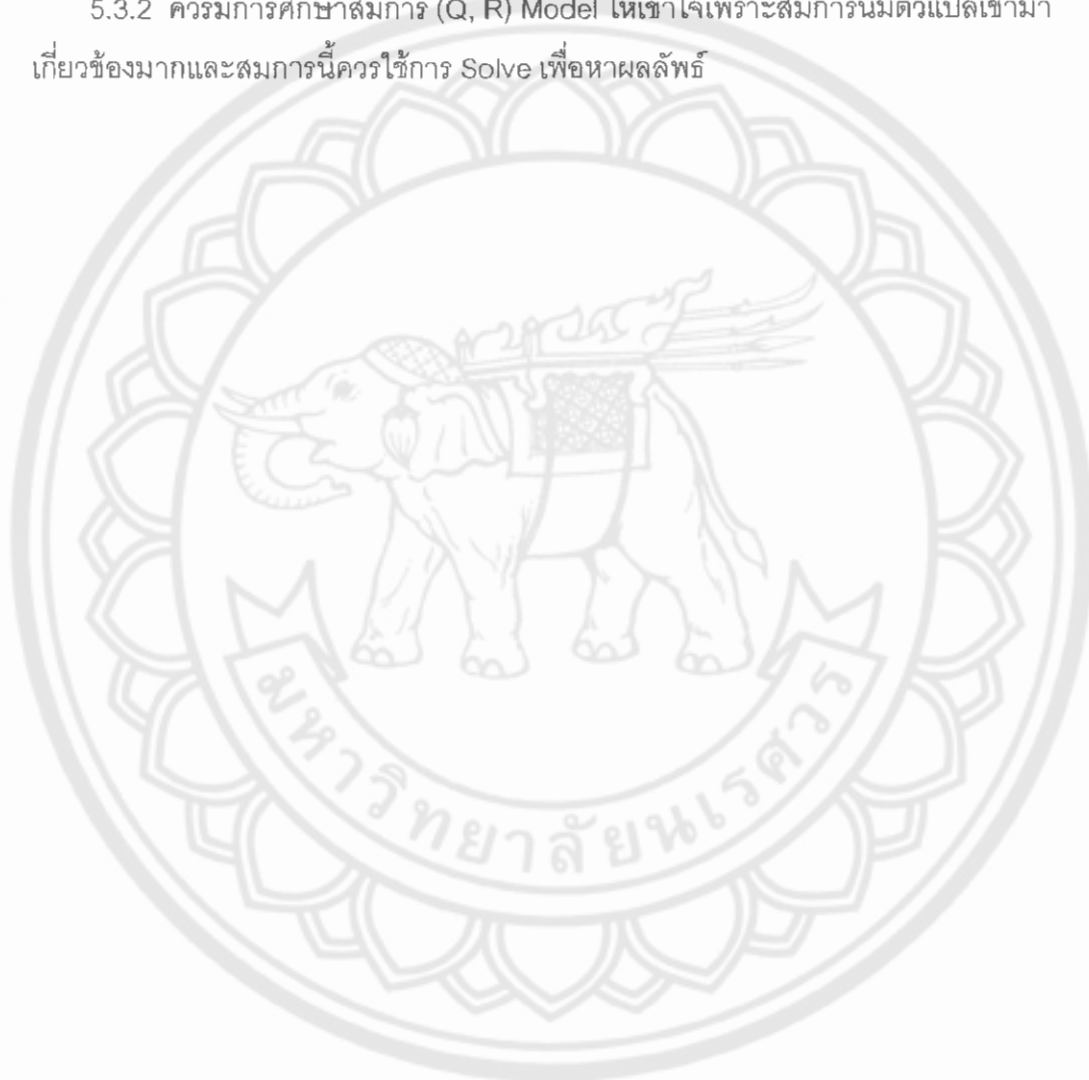 5.3.2 ควรมีการศึกษาสมการ (Q, R) Model ให้เข้าใจเพราะสมการนี้มีตัวแปลเข้ามา
เกี่ยวข้องมากและสมการนี้ควรใช้การ Solve เพื่อหาผลลัพธ์
มหาวิทยาลัยนเรศวร